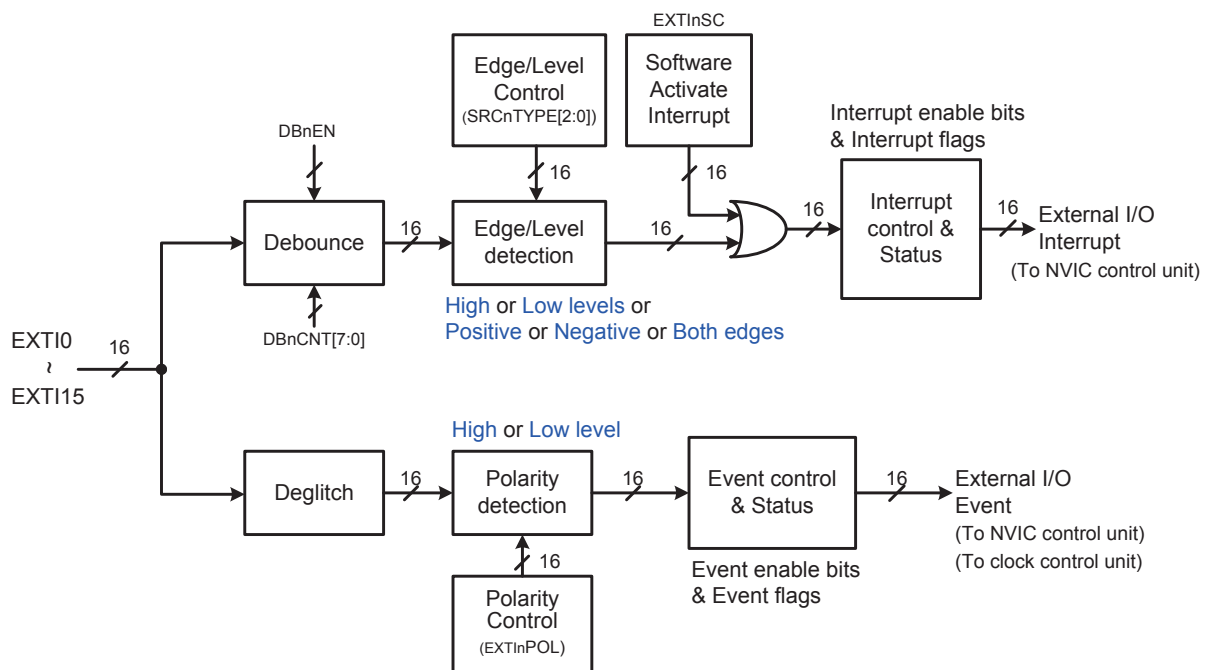 EXTInSC
Edge/Level
Control
(SRCnTYPE[2:0])
Software
Activate
Interrupt
Interrupt enable bits
& Interrupt flags
DBnEN
16
16
Debounce
16
Edge/Level
detection
16
16
Interrupt
control &
Status
16
External I/O
Interrupt
(To NVIC control unit)
High or Low levels or
Positive or Negative or Both edges
DBnCNT[7:0]
EXTI0
~
EXTI15
16
High or Low level
Deglitch
16
Polarity
detection
16
Event control
& Status
16
External I/O
Event
(To NVIC control unit)
(To clock control unit)
16
Event enable bits
& Event flags
Polarity
Control
(EXTInPOL)